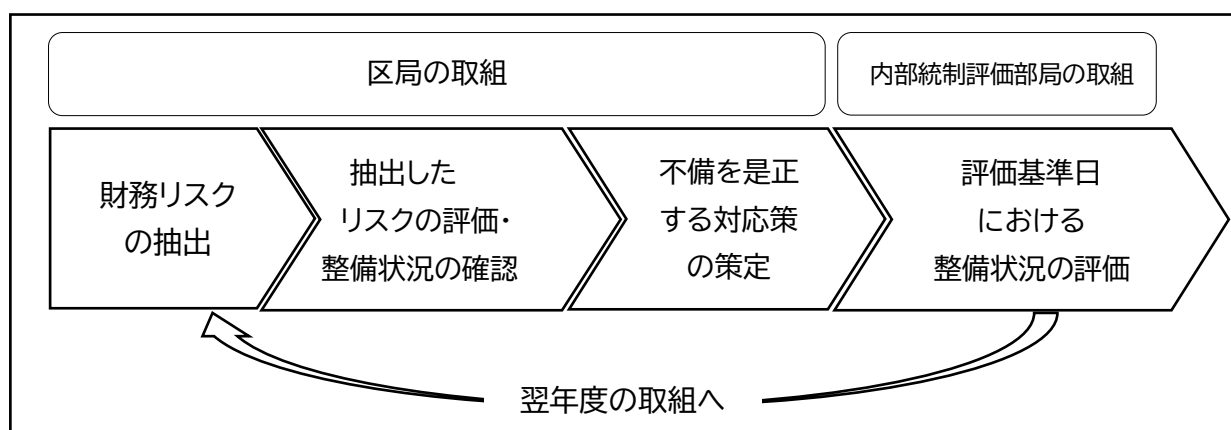 区局の取組
内部統制評価部局の取組
財務リスク
の抽出
抽出した
リスクの評価・
整備状況の確認
不備を是正
する対応策
の策定
評価基準日
における
整備状況の評価
翌年度の取組へ